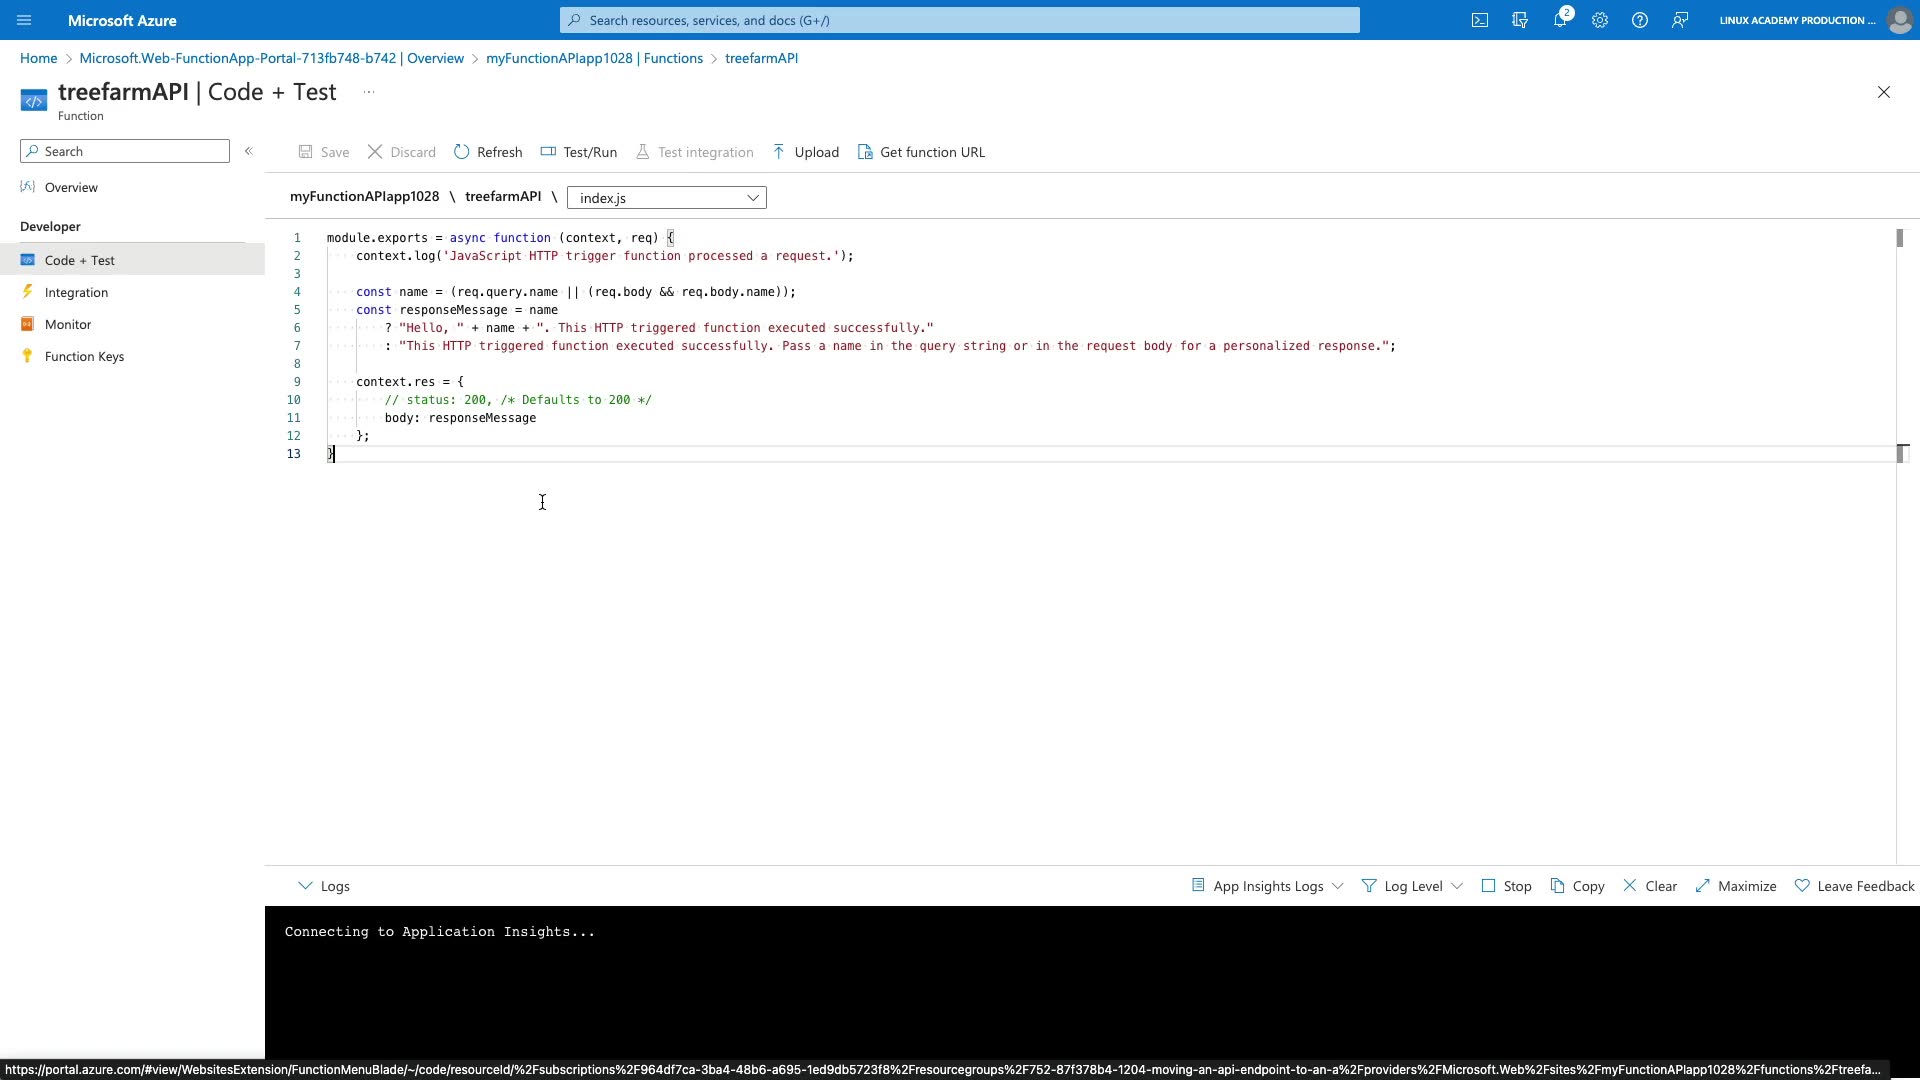 Microsoft Azure
Search resources, services, and docs (G+/)
2
LINUX ACADEMY PRODUCTION ...
Home > Microsoft.Web-FunctionApp-Portal-713fb748-b742 | Overview > myFunctionAPIapp1028 | Functions > treefarmAPI
treefarmAPI | Code + Test ...
Function
Search
Save Discard Refresh Test/Run Test integration Upload Get function URL
Overview
Developer
Code + Test
Integration
Monitor
Function Keys
myFunctionAPIapp1028 \ treefarmAPI \ index.js
1 module.exports = async function (context, req) {
2 context.log('JavaScript HTTP trigger function processed a request.');
3
4 const name = (req.query.name || (req.body && req.body.name));
5 const responseMessage = name
6 ? "Hello, " + name + ". This HTTP triggered function executed successfully."
7 : "This HTTP triggered function executed successfully. Pass a name in the query string or in the request body for a personalized response.";
8
9 context.res = {
10 // status: 200, /* Defaults to 200 */
11 body: responseMessage
12 };
13 }
Logs
App Insights Logs Log Level Stop Copy Clear Maximize Leave Feedback
Connecting to Application Insights...
https://portal.azure.com/#view/WebsitesExtension/FunctionMenuBlade/~/code/resourceId/%2Fsubscriptions%2F964df7ca-3ba4-48b6-a695-1ed9db5723f8%2Fresourcegroups%2F752-87f378b4-1204-moving-an-api-endpoint-to-an-a%2Fproviders%2FMicrosoft.Web%2Fsites%2FmyFunctionAPIapp1028%2Ffunctions%2Ftreefa...